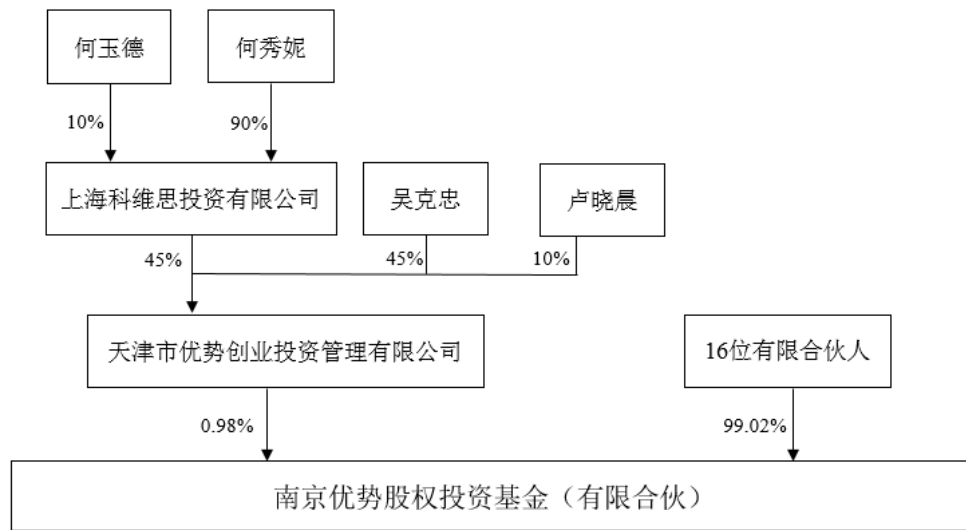 何玉德
何秀妮
10%
90%
上海科维思投资有限公司
吴克忠
卢晓晨
45%
45%
10%
天津市优势创业投资管理有限公司
16位有限合伙人
0.98%
99.02%
南京优势股权投资基金（有限合伙）